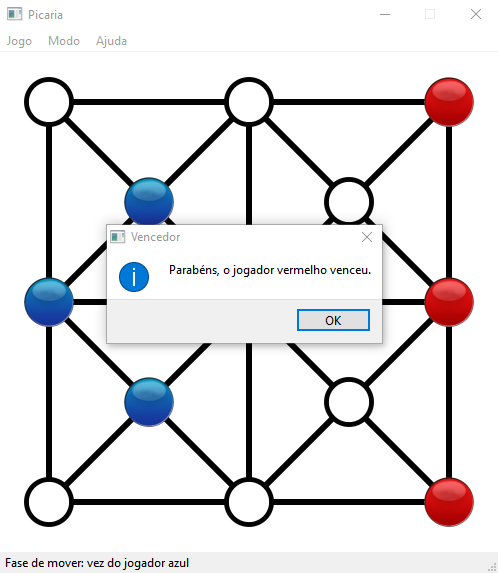 Picaria
Jogo Modo Ajuda
Vencedor
Parabéns, o jogador vermelho venceu.
OK
Fase de mover: vez do jogador azul